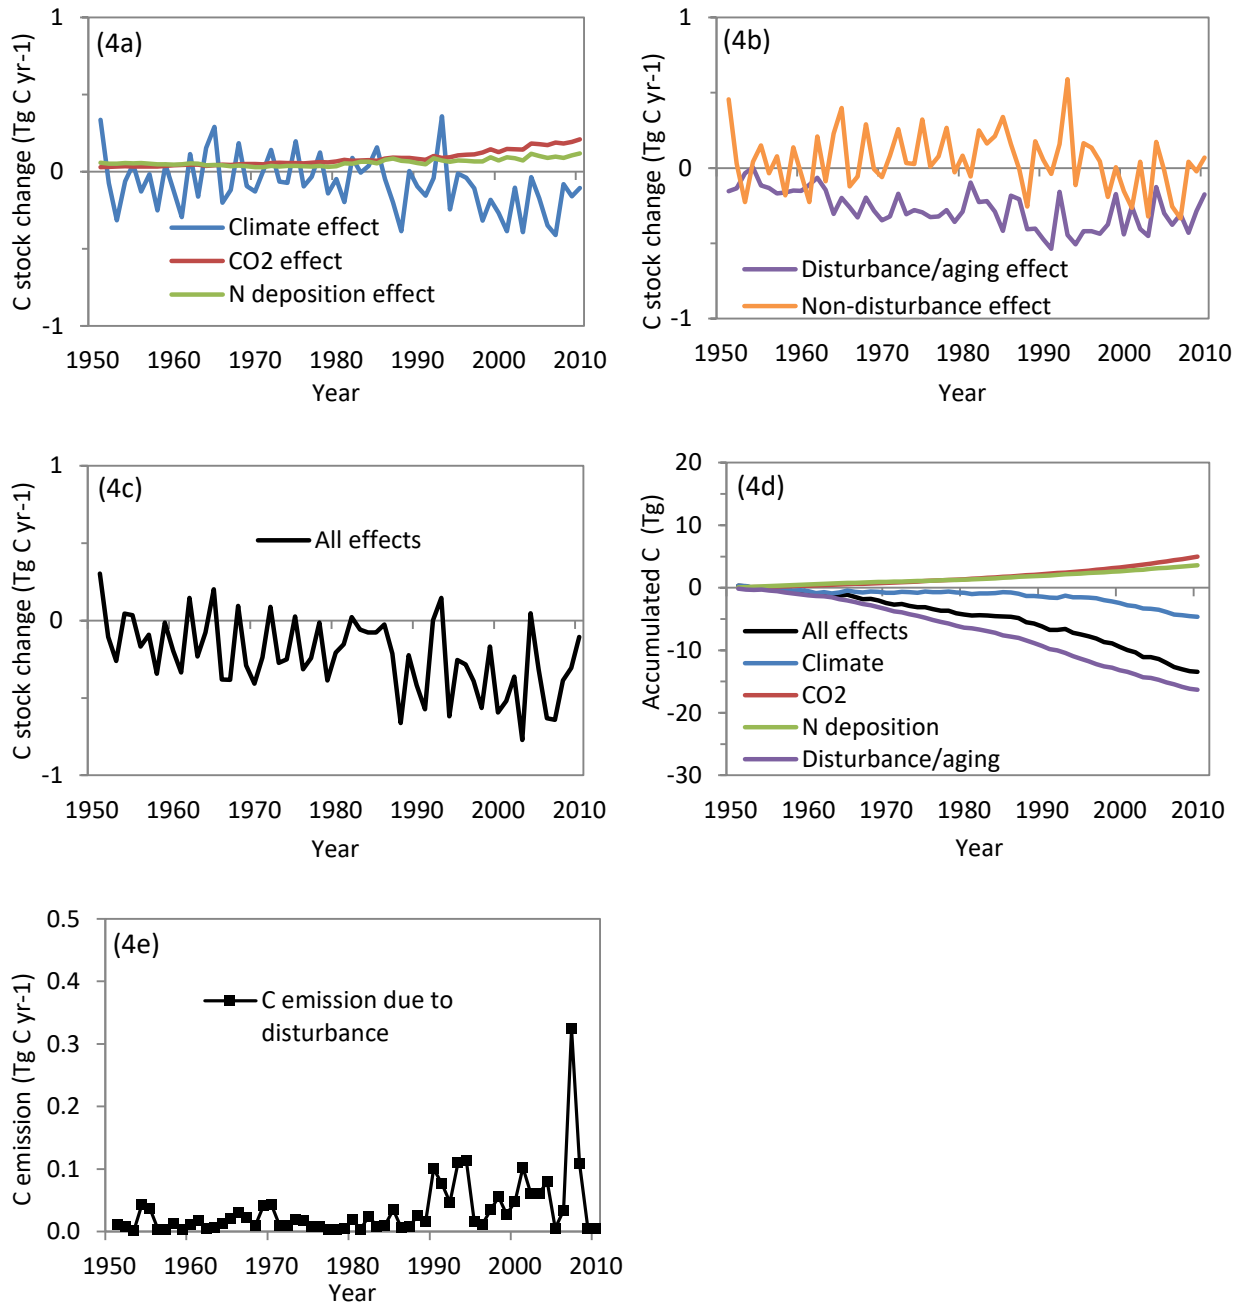 (4a)
C stock change (Tg C yr-1)
1
0
-1
Climate effect
CO2 effect
N deposition effect
1950 1960 1970 1980 1990 2000 2010
Year
(4b)
C stock change (Tg C yr-1)
1
0
-1
Disturbance/aging effect
Non-disturbance effect
1950 1960 1970 1980 1990 2000 2010
Year
(4c)
C stock change (Tg C yr-1)
1
0
-1
All effects
1950 1960 1970 1980 1990 2000 2010
Year
(4d)
Accumulated C (Tg)
20
10
0
-10
-20
-30
All effects
Climate
CO2
N deposition
Disturbance/aging
1950 1960 1970 1980 1990 2000 2010
Year
(4e)
C emission (Tg C yr-1)
0.5
0.4
0.3
0.2
0.1
0.0
C emission due to
disturbance
1950 1960 1970 1980 1990 2000 2010
Year